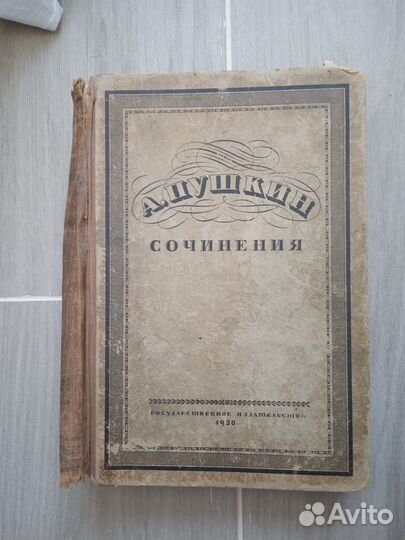 А. ПУШКИН
СОЧИНЕНИЯ
ГОСУДАРСТВЕННОЕ ИЗДАТЕЛЬСТВО
1930
Avito